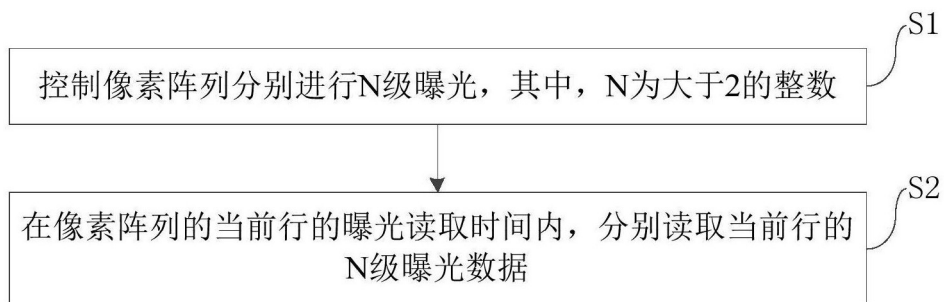 S1
控制像素阵列分别进行N级曝光，其中，N为大于2的整数
S2
在像素阵列的当前行的曝光读取时间内，分别读取当前行的
N级曝光数据